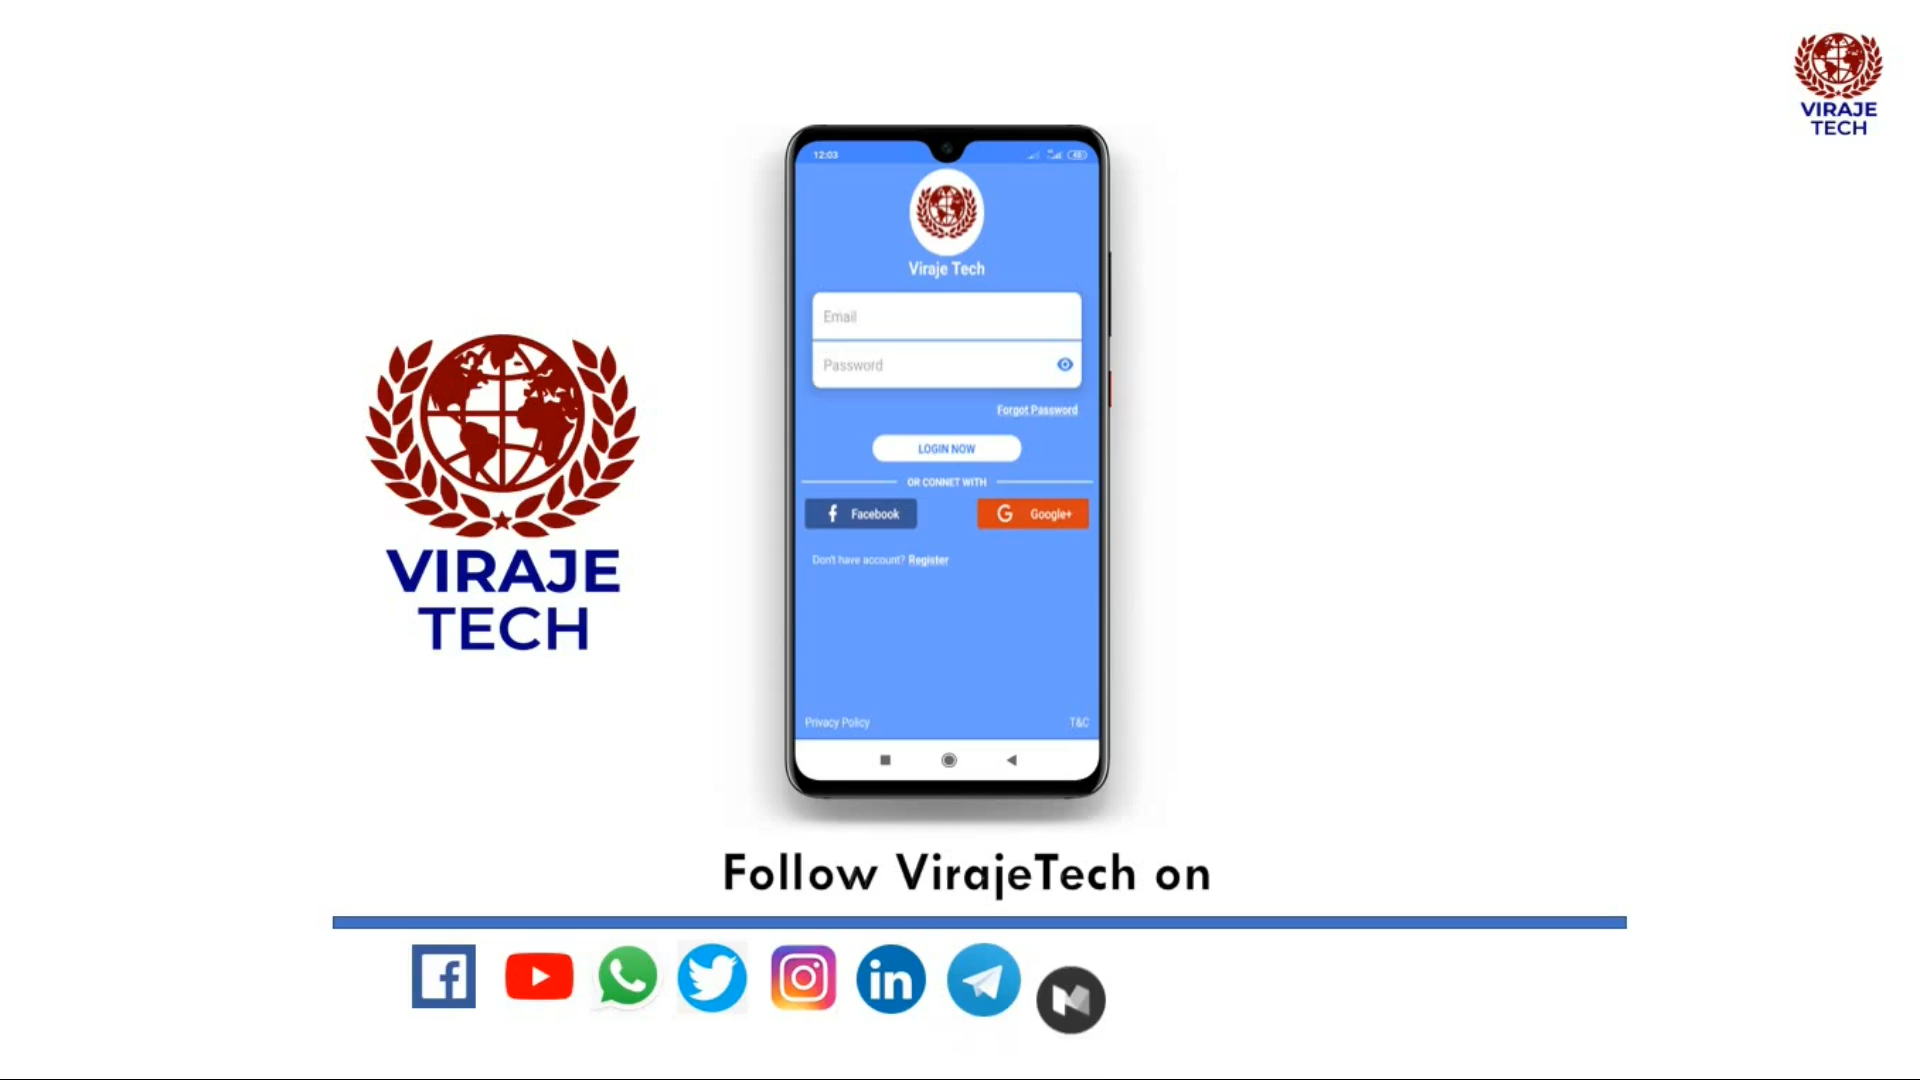 VIRAJE
TECH
12:03
Viraje Tech
Email
Password
Forgot Password
LOGIN NOW
OR CONNET WITH
Facebook
Google+
Don't have account? Register
Privacy Policy
T&C
VIRAJE
TECH
Follow VirajeTech on